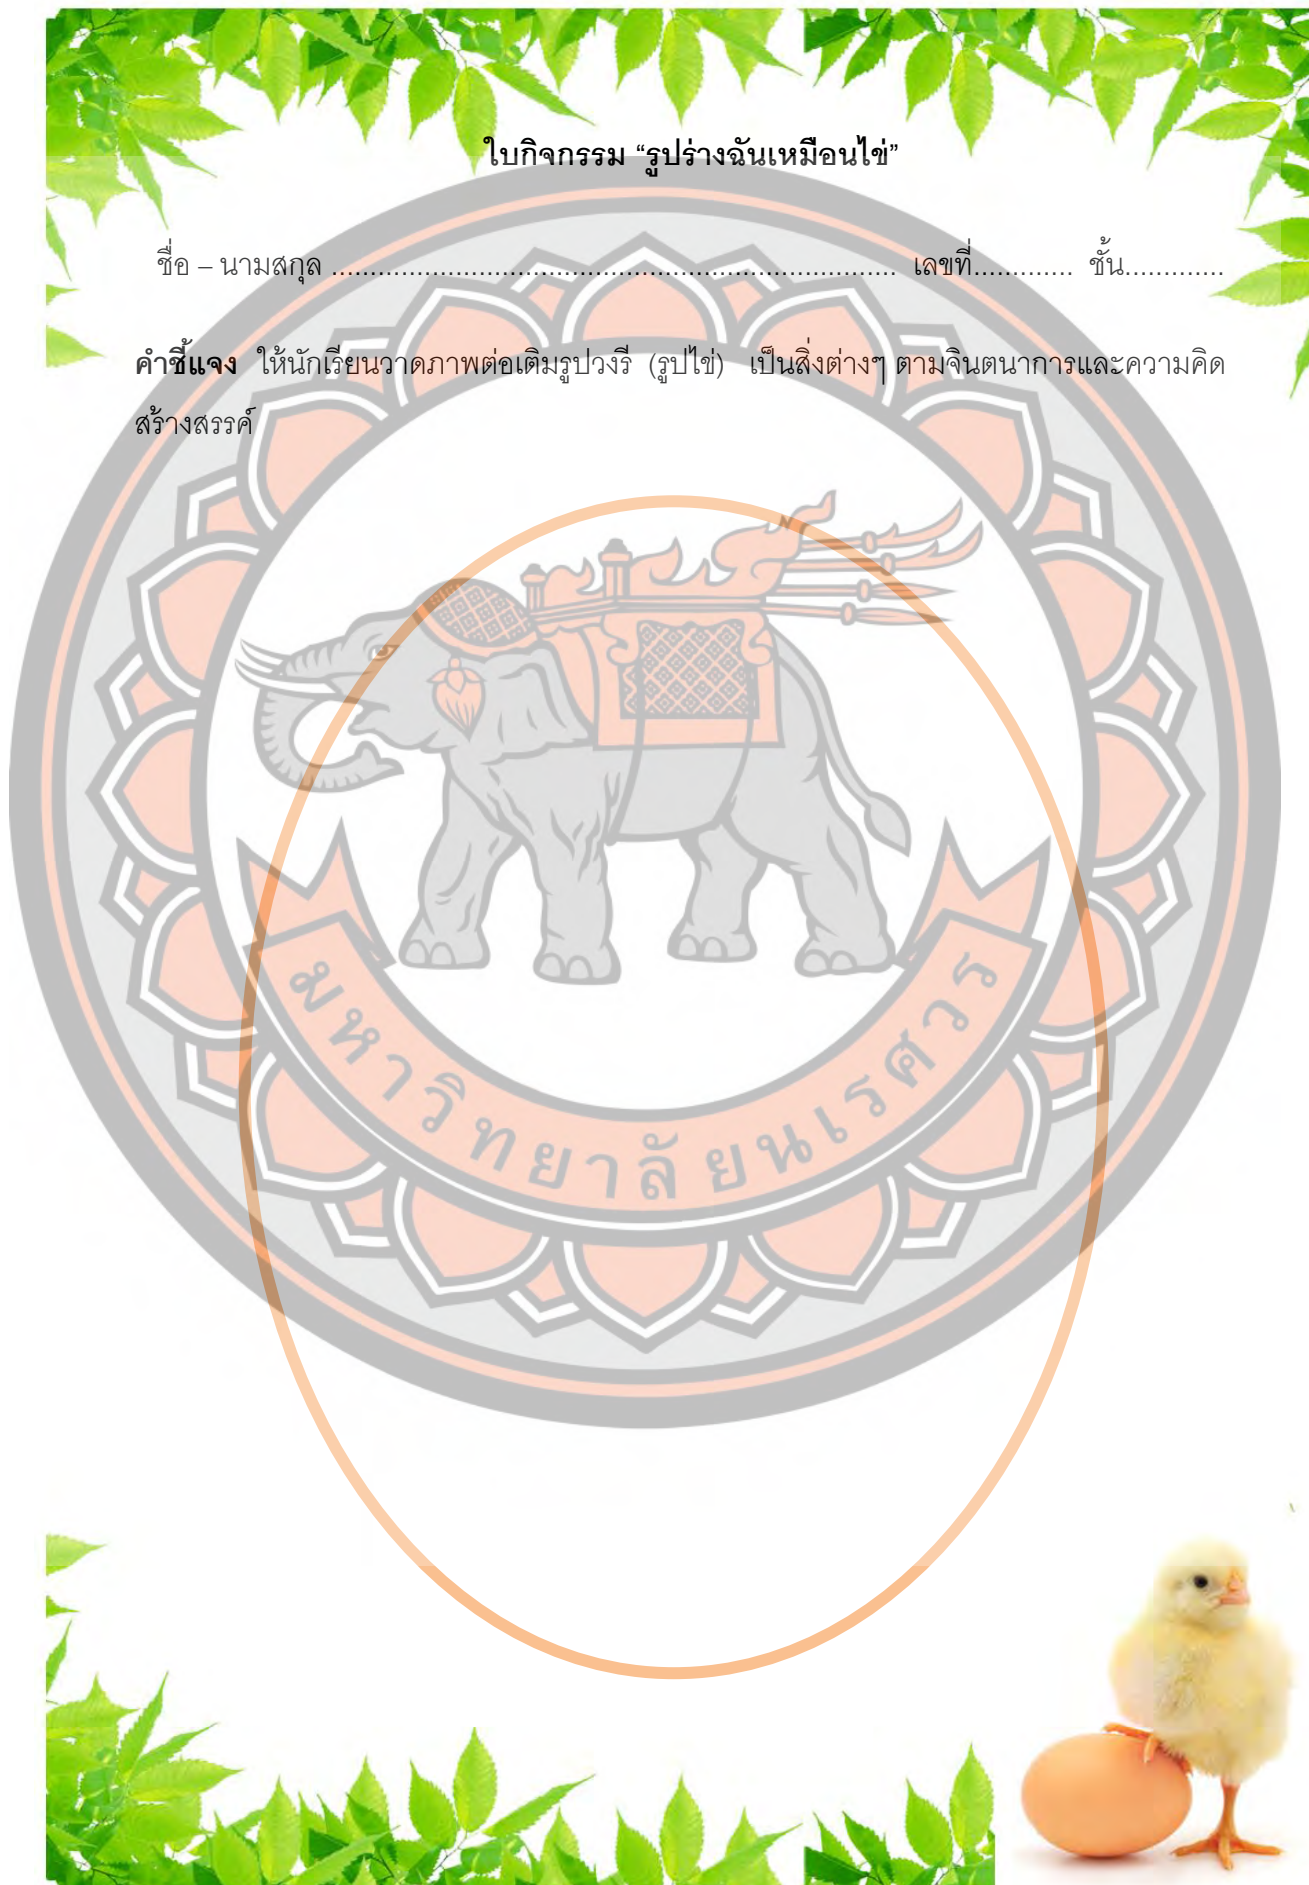 ใบกิจกรรม “รูปร่างฉันเหมือนไข่”
ชื่อ – นามสกุล ............................................................................ เลขที่............. ชั้น.............
คำชี้แจง ให้นักเรียนวาดภาพต่อเติมรูปวงรี (รูปไข่) เป็นสิ่งต่างๆ ตามจินตนาการและความคิด
สร้างสรรค์
มหาวิทยาลัยนเรศวร